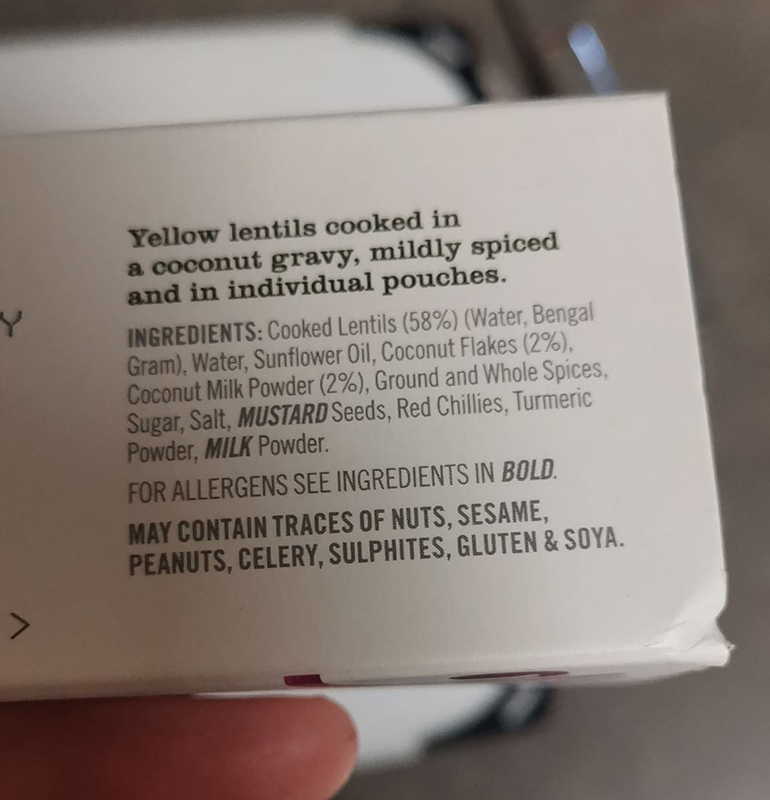 Yellow lentils cooked in
a coconut gravy, mildly spiced
and in individual pouches.
INGREDIENTS: Cooked Lentils (58%) (Water, Bengal
Gram), Water, Sunflower Oil, Coconut Flakes (2%),
Coconut Milk Powder (2%), Ground and Whole Spices,
Sugar, Salt, MUSTARD Seeds, Red Chillies, Turmeric
Powder, MILK Powder.
FOR ALLERGENS SEE INGREDIENTS IN BOLD.
MAY CONTAIN TRACES OF NUTS, SESAME,
PEANUTS, CELERY, SULPHITES, GLUTEN & SOYA.
Y
>